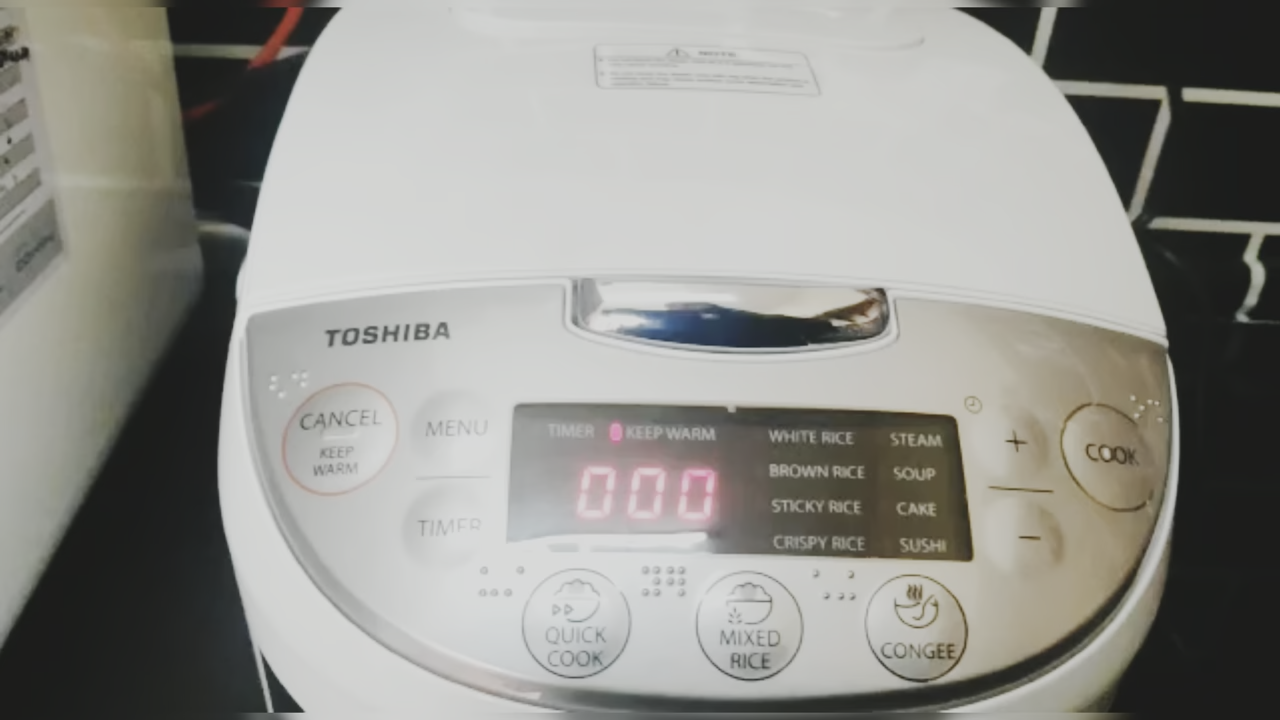 NOTE
TOSHIBA
CANCEL
KEEP
WARM
MENU
TIMER
TIMER KEEP WARM
000
WHITE RICE STEAM
BROWN RICE SOUP
STICKY RICE CAKE
CRISPY RICE SUSHI
+
−
COOK
QUICK
COOK
MIXED
RICE
CONGEE